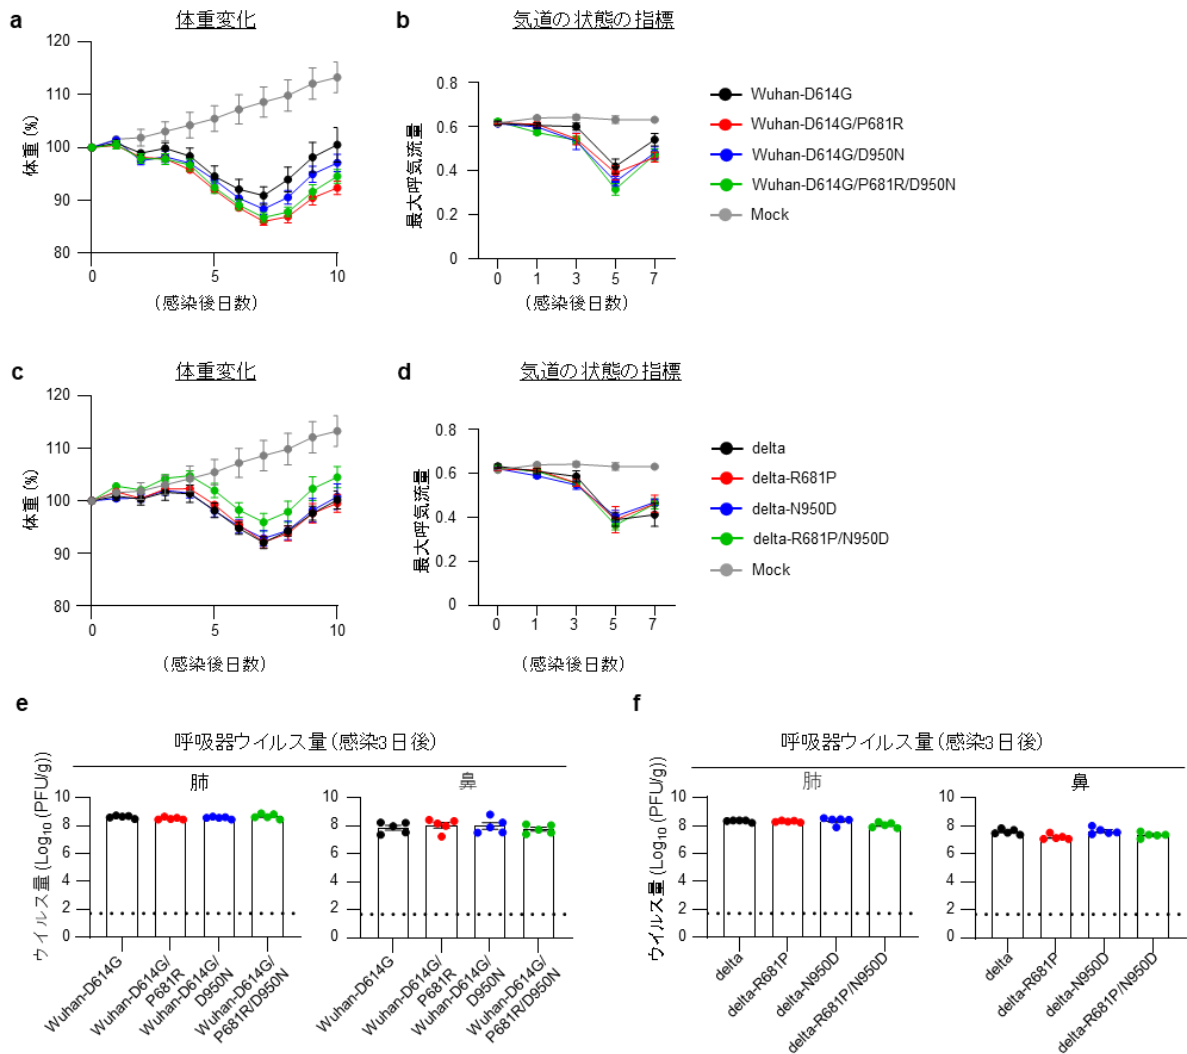 a
体重変化
120
110
100
90
80
体重 (%)
0
5
10
(感染後日数)
b
気道の状態の指標
0.8
0.6
0.4
0.2
0
最大呼気流量
0
1
3
5
7
(感染後日数)
Wuhan-D614G
Wuhan-D614G/P681R
Wuhan-D614G/D950N
Wuhan-D614G/P681R/D950N
Mock
c
体重変化
120
110
100
90
80
体重 (%)
0
5
10
(感染後日数)
d
気道の状態の指標
0.8
0.6
0.4
0.2
0
最大呼気流量
0
1
3
5
7
(感染後日数)
delta
delta-R681P
delta-N950D
delta-R681P/N950D
Mock
e
呼吸器ウイルス量 (感染3日後)
肺
鼻
ウイルス量 (Log10 (PFU/g))
10
8
6
4
2
0
Wuhan-D614G
Wuhan-D614G/
P681R
Wuhan-D614G/
D950N
Wuhan-D614G/
P681R/D950N
10
8
6
4
2
0
Wuhan-D614G
Wuhan-D614G/
P681R
Wuhan-D614G/
D950N
Wuhan-D614G/
P681R/D950N
f
呼吸器ウイルス量 (感染3日後)
肺
鼻
ウイルス量 (Log10 (PFU/g))
10
8
6
4
2
0
delta
delta-R681P
delta-N950D
delta-R681P/N950D
10
8
6
4
2
0
delta
delta-R681P
delta-N950D
delta-R681P/N950D